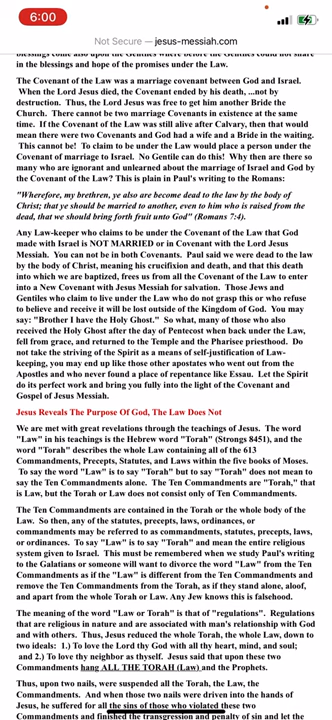 6:00
Not Secure — jesus-messiah.com
blessings come also upon the Gentiles where before the Gentiles could not share
in the blessings and hope of the promises under the Law.
The Covenant of the Law was a marriage covenant between God and Israel.
When the Lord Jesus died, the Covenant ended by his death, ...not by
destruction. Thus, the Lord Jesus was free to get him another Bride the
Church. There cannot be two marriage Covenants in existence at the same
time. If the Covenant of the Law was still alive after Calvary, then that would
mean there were two Covenants and God had a wife and a Bride in the waiting.
This cannot be! To claim to be under the Law would place a person under the
Covenant of marriage to Israel. No Gentile can do this! Why then are there so
many who are ignorant and unlearned about the marriage of Israel and God by
the Covenant of the Law? This is plain in Paul's writing to the Romans:
"Wherefore, my brethren, ye also are become dead to the law by the body of
Christ; that ye should be married to another, even to him who is raised from the
dead, that we should bring forth fruit unto God" (Romans 7:4).
Any Law-keeper who claims to be under the Covenant of the Law that God
made with Israel is NOT MARRIED or in Covenant with the Lord Jesus
Messiah. You can not be in both Covenants. Paul said we were dead to the law
by the body of Christ, meaning his crucifixion and death, and that this death
into which we are baptized, frees us from all the Covenant of the Law to enter
into a New Covenant with Jesus Messiah for salvation. Those Jews and
Gentiles who claim to live under the Law who do not grasp this or who refuse
to believe and receive it will be lost outside of the Kingdom of God. You may
say: "Brother I have the Holy Ghost." So what, many of those who also
received the Holy Ghost after the day of Pentecost when back under the Law,
fell from grace, and returned to the Temple and the Pharisee priesthood. Do
not take the striving of the Spirit as a means of self-justification of Law-
keeping, you may end up like those other apostates who went out from the
Apostles and who never found a place of repentance like Essau. Let the Spirit
do its perfect work and bring you fully into the light of the Covenant and
Gospel of Jesus Messiah.
Jesus Reveals The Purpose Of God, The Law Does Not
We are met with great revelations through the teachings of Jesus. The word
"Law" in his teachings is the Hebrew word "Torah" (Strongs 8451), and the
word "Torah" describes the whole Law containing all of the 613
Commandments, Precepts, Statutes, and Laws within the five books of Moses.
To say the word "Law" is to say "Torah" but to say "Torah" does not mean to
say the Ten Commandments alone. The Ten Commandments are "Torah," that
is Law, but the Torah or Law does not consist only of Ten Commandments.
The Ten Commandments are contained in the Torah or the whole body of the
Law. So then, any of the statutes, precepts, laws, ordinances, or
commandments may be referred to as commandments, statutes, precepts, laws,
or ordinances. To say "Law" is to say "Torah" and mean the entire religious
system given to Israel. This must be remembered when we study Paul's writing
to the Galatians or someone will want to divorce the word "Law" from the Ten
Commandments as if the "Law" is different from the Ten Commandments and
remove the Ten Commandments from the Torah, as if they stand alone, aloof,
and apart from the whole Torah or Law. Any Jew knows this is falsehood.
The meaning of the word "Law or Torah" is that of "regulations". Regulations
that are religious in nature and are associated with man's relationship with God
and with others. Thus, Jesus reduced the whole Torah, the whole Law, down to
two ideals: 1.) To love the Lord thy God with all thy heart, mind, and soul;
and 2.) To love thy neighbor as thyself. Jesus said that upon these two
Commandments hang ALL THE TORAH (Law) and the Prophets.
Thus, upon two nails, were suspended all the Torah, the Law, the
Commandments. And when those two nails were driven into the hands of
Jesus, he suffered for all the sins of those who violated these two
Commandments and finished the transgression and penalty of sin and let the